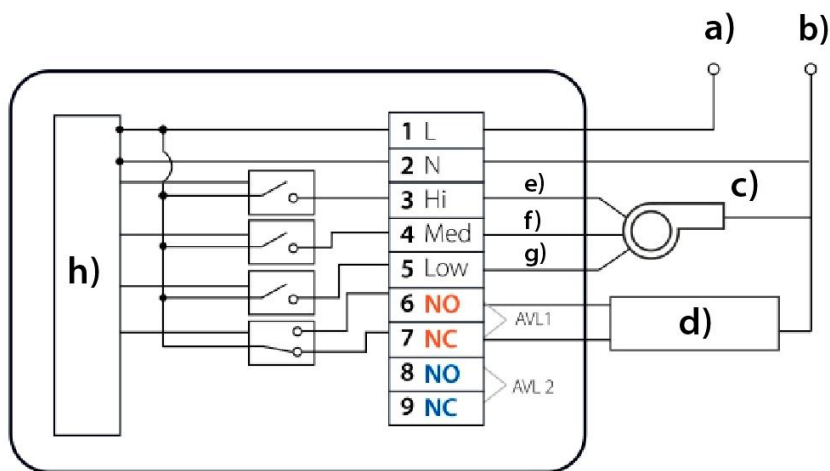 a) b)
1 L
2 N
3 Hi e) c)
4 Med f)
h) 5 Low g)
6 NO AVL1 d)
7 NC
8 NO AVL 2
9 NC